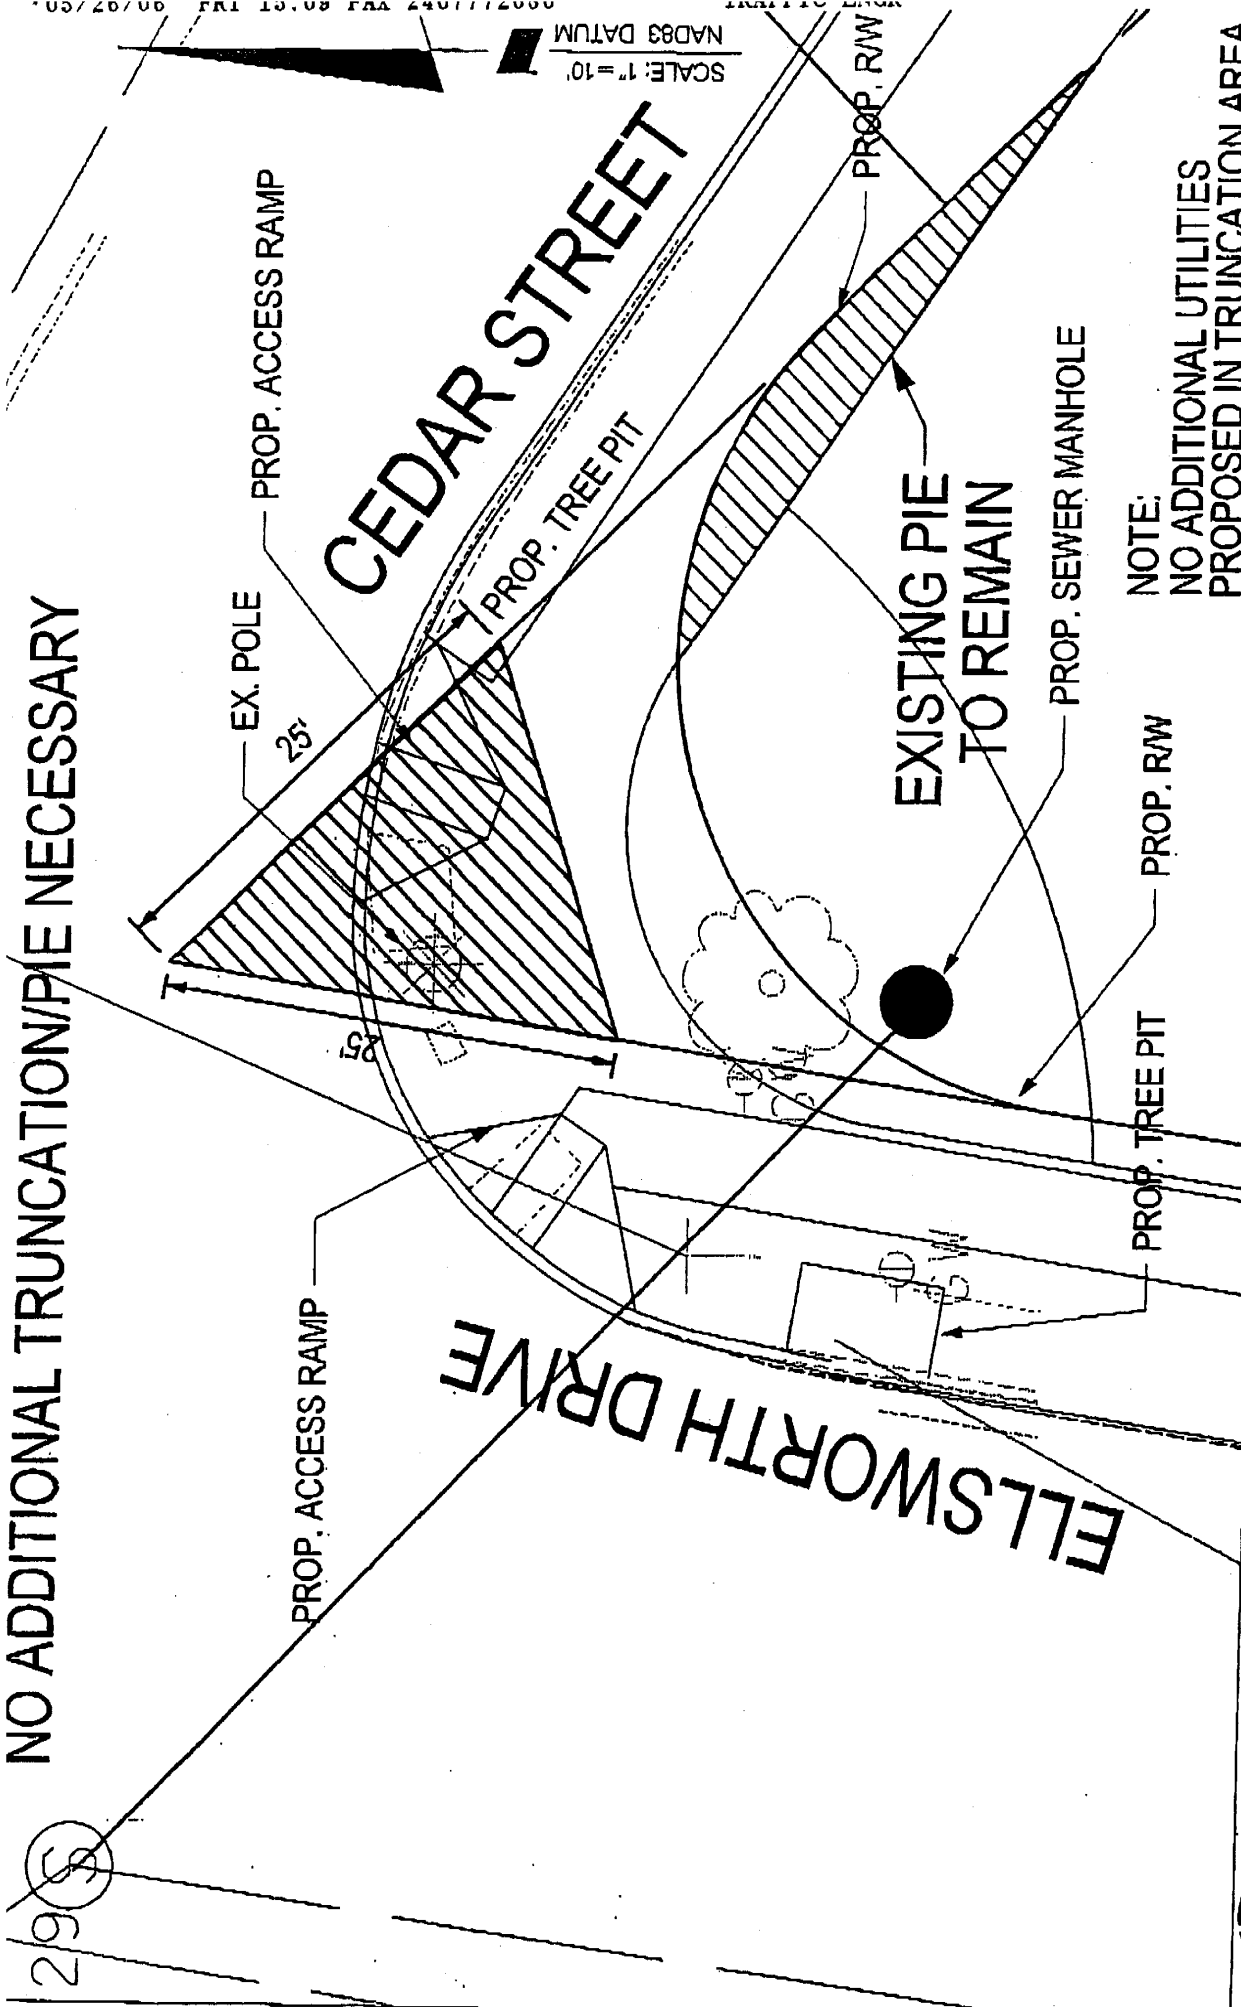 NO ADDITIONAL TRUNCATION/PIE NECESSARY
SCALE: 1"=10'
NAD83 DATUM
PROP. ACCESS RAMP
EX. POLE
25'
25'
CEDAR STREET
PROP. TREE PIT
PROP. R/W
PROP. ACCESS RAMP
EXISTING PIE
TO REMAIN
PROP. SEWER MANHOLE
PROP. R/W
PROP. TREE PIT
ELLSWORTH DRIVE
NOTE:
NO ADDITIONAL UTILITIES
PROPOSED IN TRUNCATION AREA
29 S